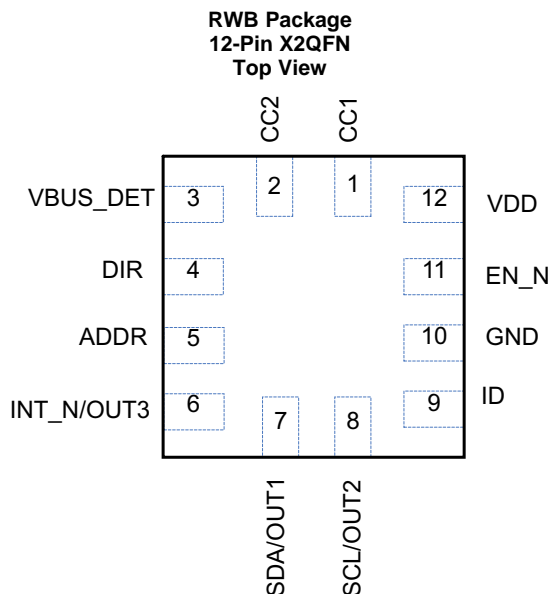 RWB Package
12-Pin X2QFN
Top View
CC2
CC1
2
1
VBUS_DET
3
12
VDD
DIR
4
11
EN_N
ADDR
5
10
GND
INT_N/OUT3
6
9
ID
7
8
SDA/OUT1
SCL/OUT2